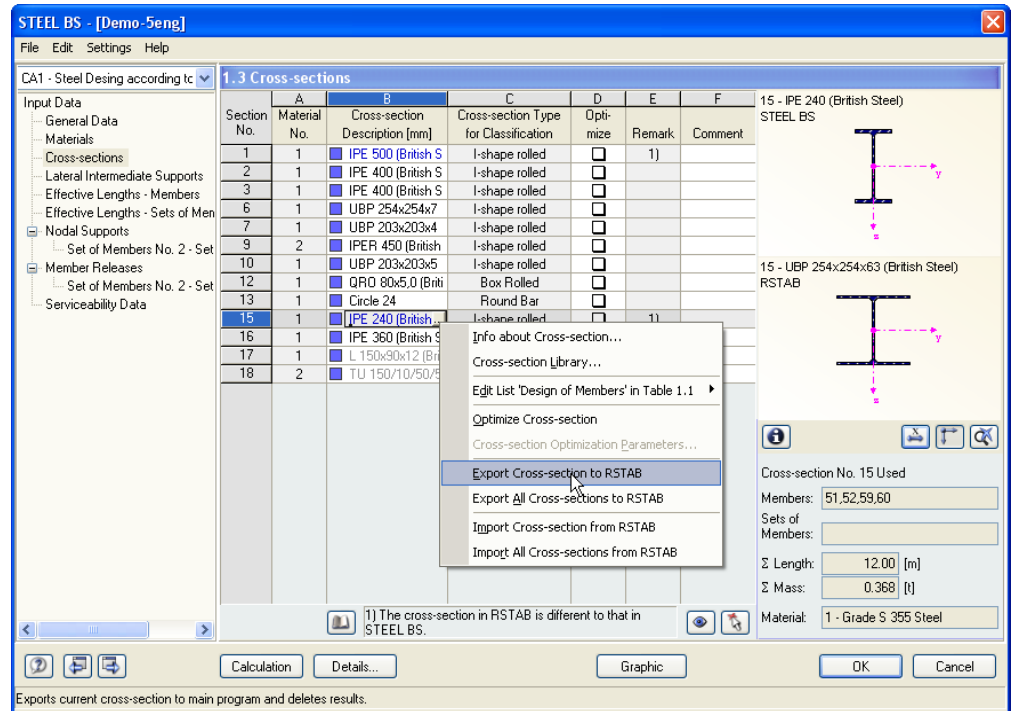 STEEL BS - [Demo-5eng]
File Edit Settings Help
CA1 - Steel Desing according tc
1.3 Cross-sections
Input Data
General Data
Materials
Cross-sections
Lateral Intermediate Supports
Effective Lengths - Members
Effective Lengths - Sets of Men
Nodal Supports
Set of Members No. 2 - Set
Member Releases
Set of Members No. 2 - Set
Serviceability Data
A B C D E F
Section Material Cross-section Cross-section Type Opti-
No. No. Description [mm] for Classification mize Remark Comment
1 1 IPE 500 (British S I-shape rolled 1)
2 1 IPE 400 (British S I-shape rolled
3 1 IPE 400 (British S I-shape rolled
6 1 UBP 254x254x7 I-shape rolled
7 1 UBP 203x203x4 I-shape rolled
9 2 IPER 450 (British I-shape rolled
10 1 UBP 203x203x5 I-shape rolled
12 1 QRO 80x5,0 (Briti Box Rolled
13 1 Circle 24 Round Bar
15 1 IPE 240 (British ... I-shape rolled 1)
16 1 IPE 360 (British S
17 1 L 150x90x12 (Bri
18 2 TU 150/10/50/5
Info about Cross-section...
Cross-section Library...
Edit List 'Design of Members' in Table 1.1
Optimize Cross-section
Cross-section Optimization Parameters...
Export Cross-section to RSTAB
Export All Cross-sections to RSTAB
Import Cross-section from RSTAB
Import All Cross-sections from RSTAB
1) The cross-section in RSTAB is different to that in
STEEL BS.
15 - IPE 240 (British Steel)
STEEL BS
y
z
15 - UBP 254x254x63 (British Steel)
RSTAB
y
z
Cross-section No. 15 Used
Members: 51,52,59,60
Sets of
Members:
Σ Length: 12.00 [m]
Σ Mass: 0.368 [t]
Material: 1 - Grade S 355 Steel
Calculation Details... Graphic OK Cancel
Exports current cross-section to main program and deletes results.